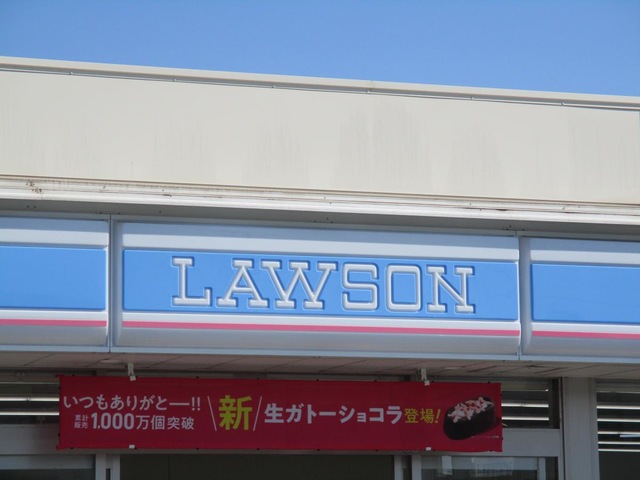 LAWSON
いつもありがと—!!
累計販売 1,000万個突破
\新/
生ガトーショコラ登場!